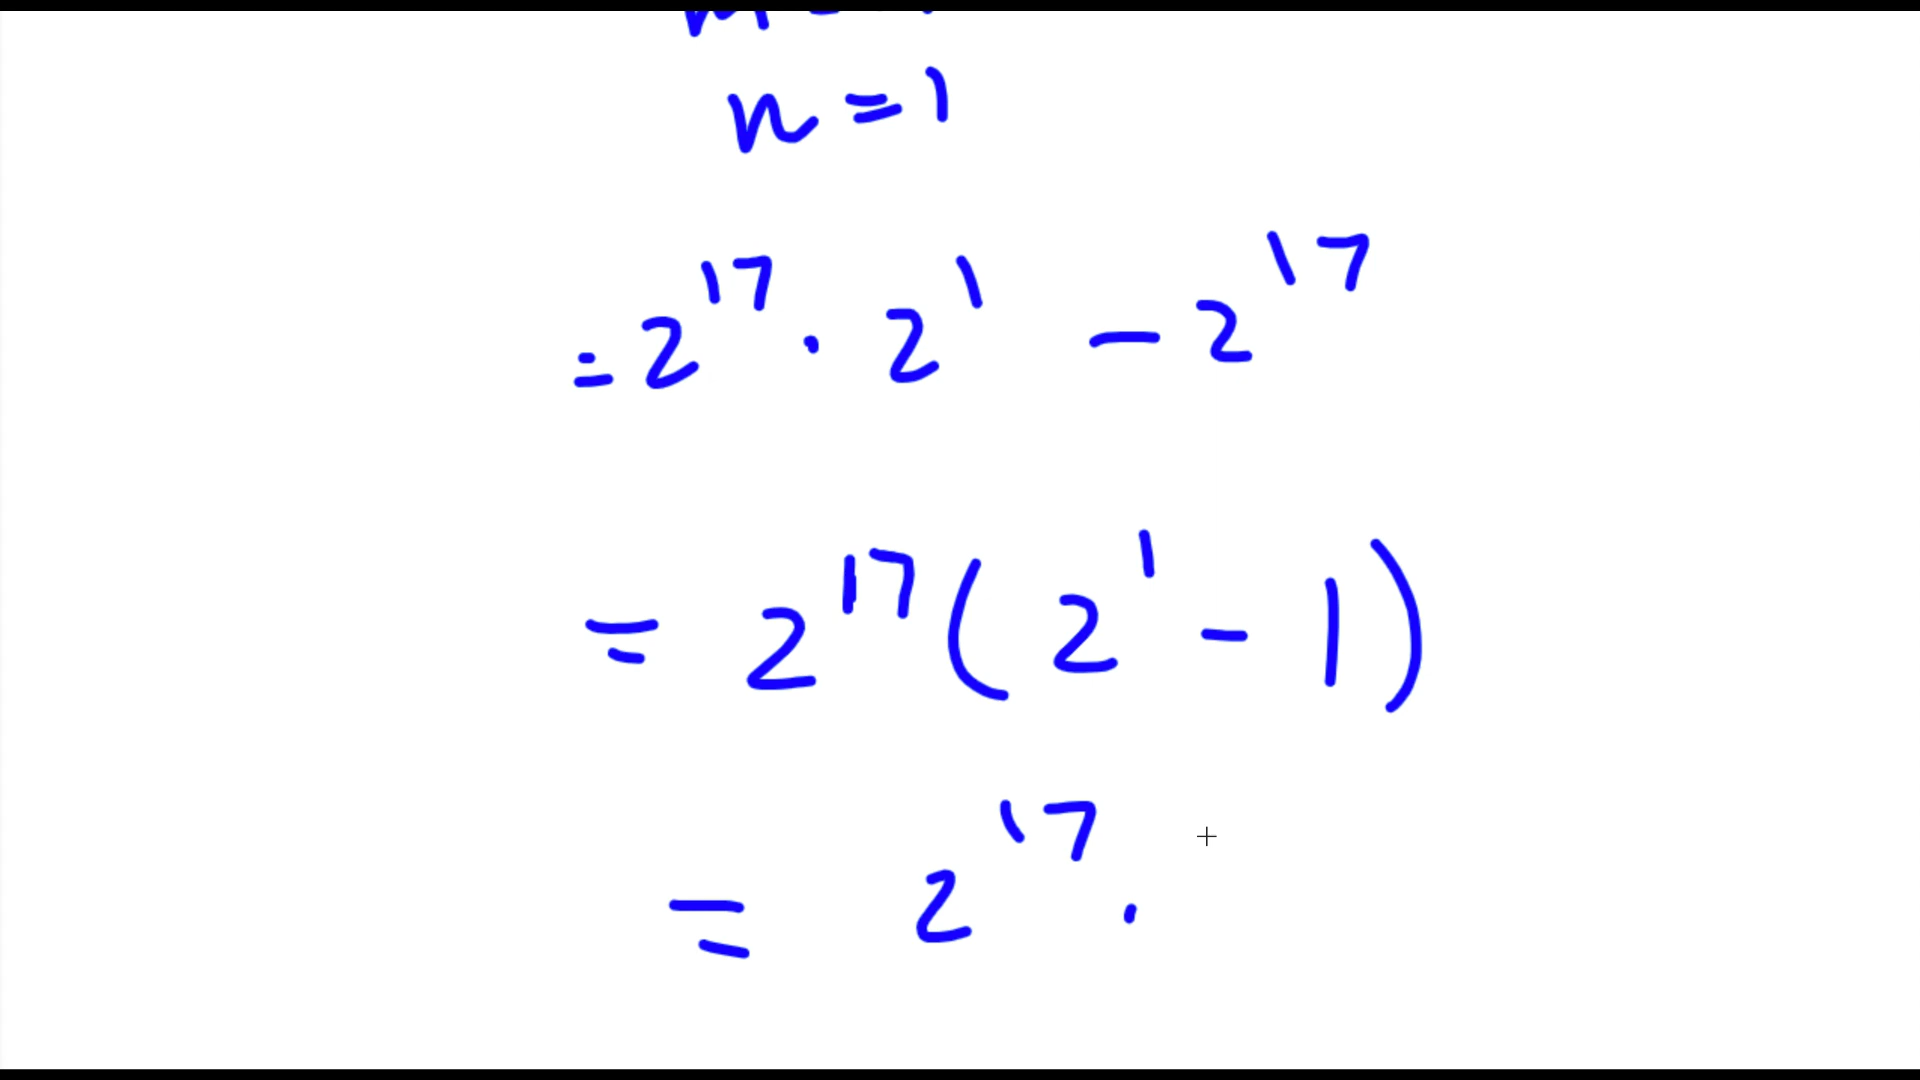 n = 1
= 2^17 · 2^1 - 2^17
= 2^17 ( 2^1 - 1 )
= 2^17 ·